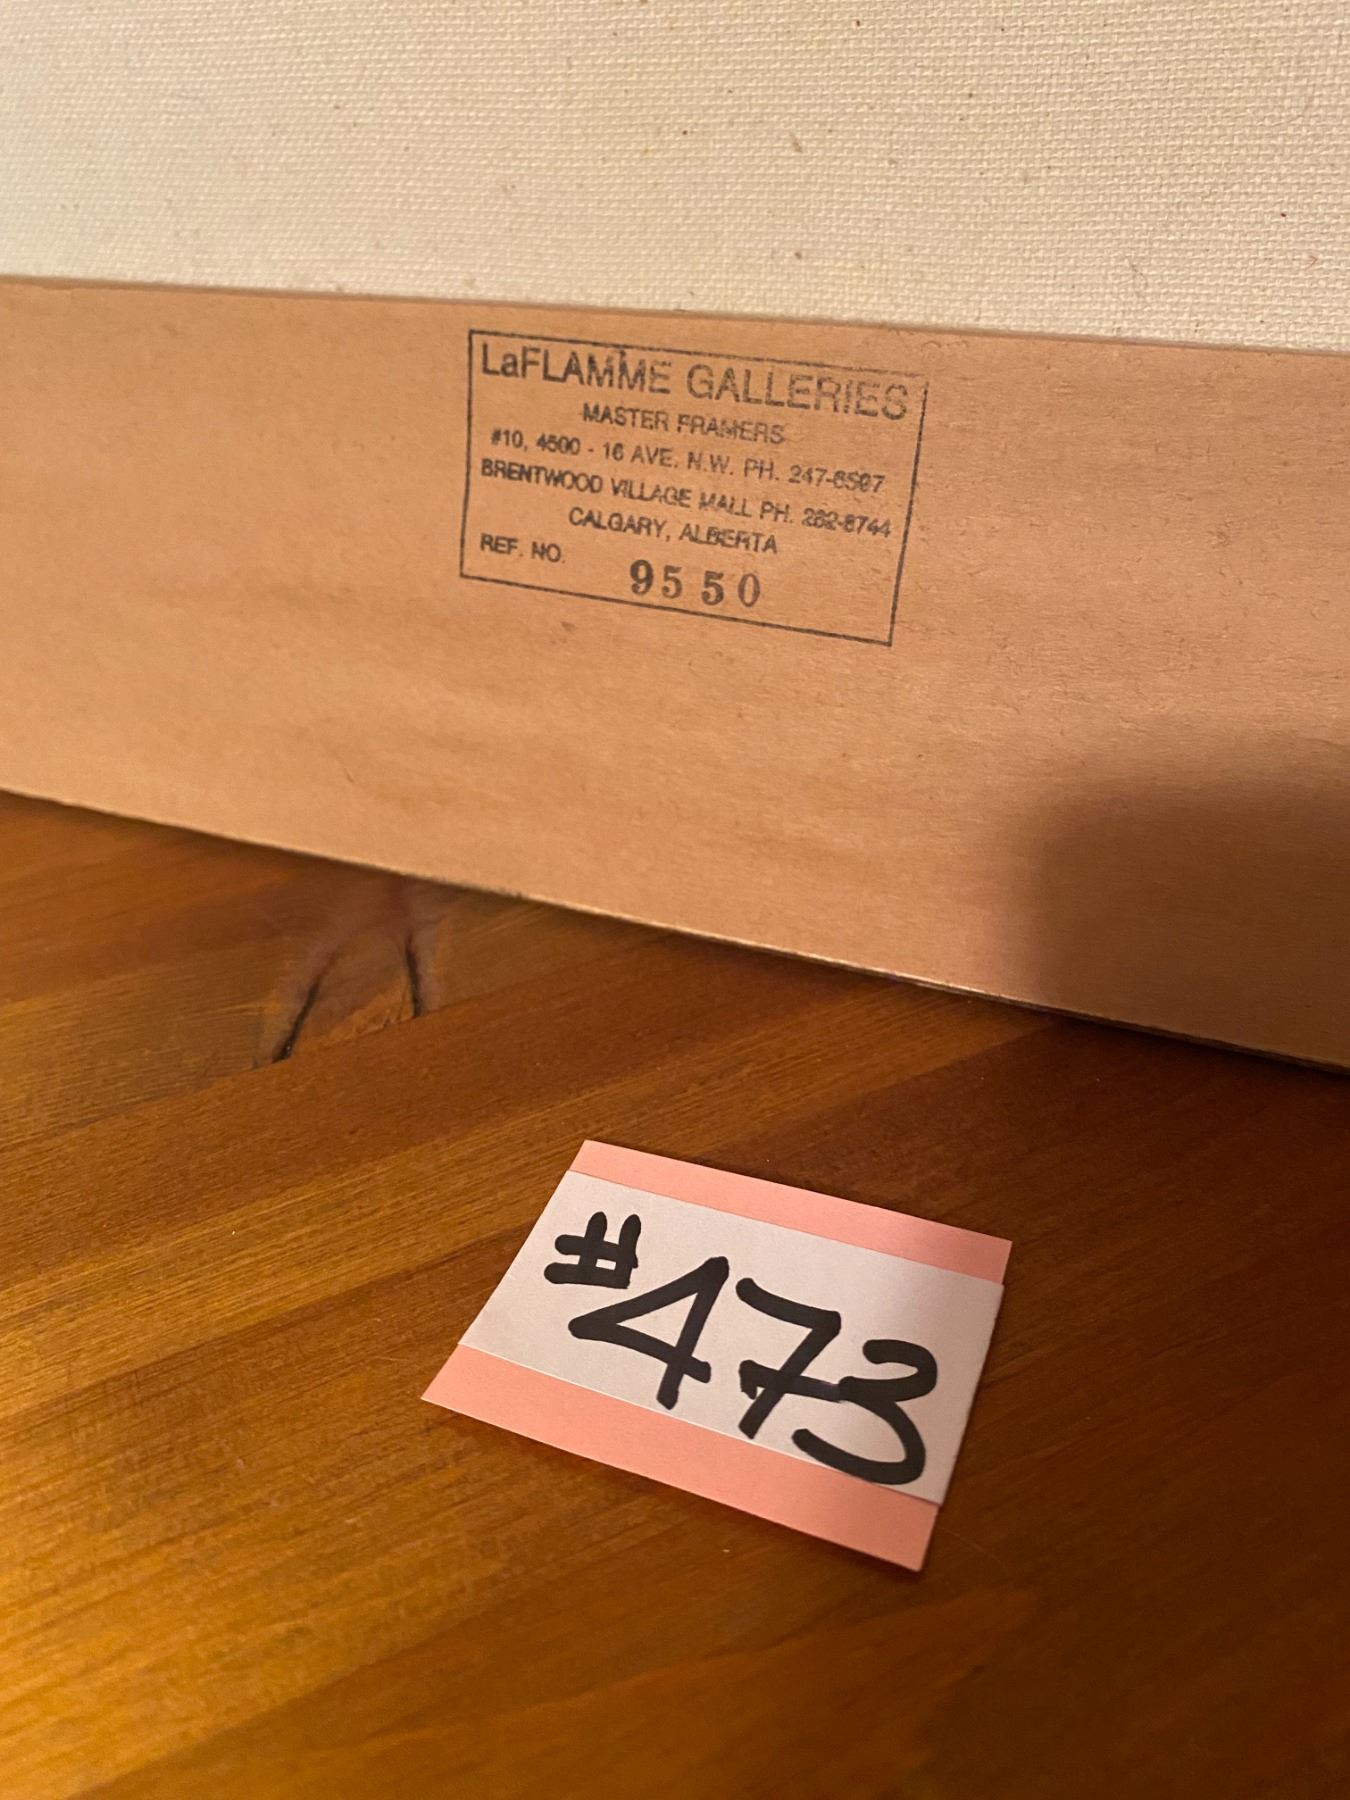 LaFLAMME GALLERIES
MASTER FRAMERS
#10, 4500 - 16 AVE. N.W. PH. 247-6597
BRENTWOOD VILLAGE MALL PH. 282-8744
CALGARY, ALBERTA
REF. NO. 9550
#473